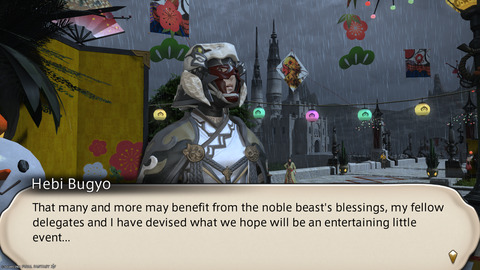 Hebi Bugyo
That many and more may benefit from the noble beast's blessings, my fellow
delegates and I have devised what we hope will be an entertaining little
event...